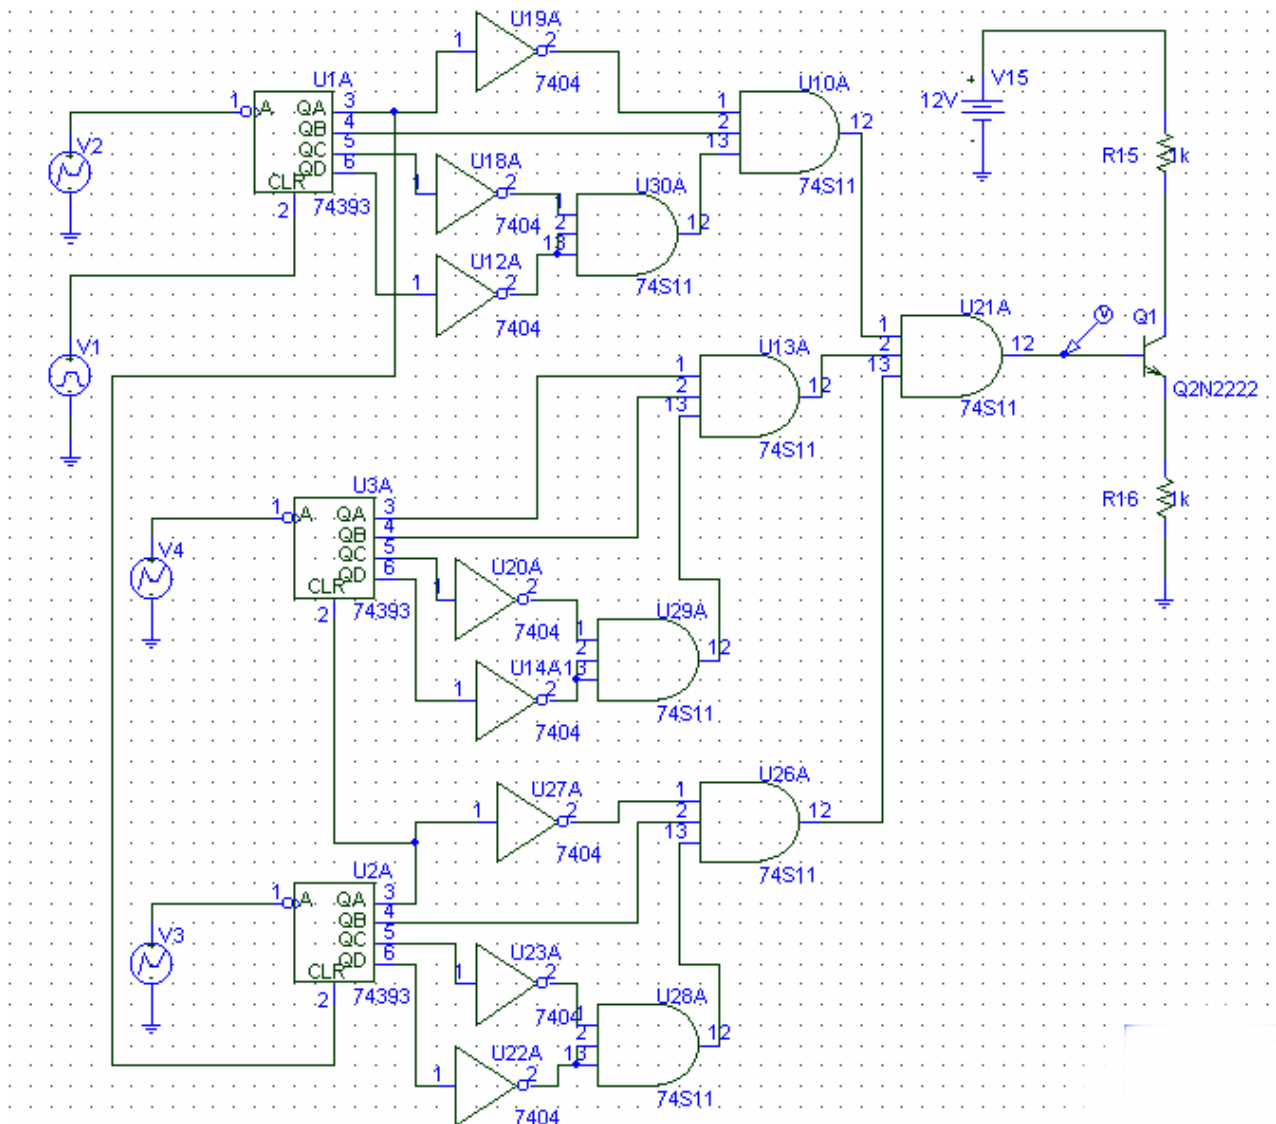 U19A
1
2
7404
U1A
1
A
QA
3
QB
4
QC
5
QD
6
CLR
2
74393
V2
U18A
1
2
7404
U12A
1
2
7404
U30A
1
2
13
12
74S11
U10A
1
2
13
12
74S11
V15
+
12V
-
R15
1k
V1
U13A
1
2
13
12
74S11
U21A
1
2
13
12
74S11
V
Q1
Q2N2222
R16
1k
U3A
1
A
QA
3
QB
4
QC
5
QD
6
CLR
2
74393
V4
U20A
1
2
7404
U14A
1
2
7404
U29A
1
2
13
12
74S11
U27A
1
2
7404
U26A
1
2
13
12
74S11
U2A
1
A
QA
3
QB
4
QC
5
QD
6
CLR
2
74393
V3
U23A
1
2
7404
U22A
1
2
7404
U28A
1
2
13
12
74S11